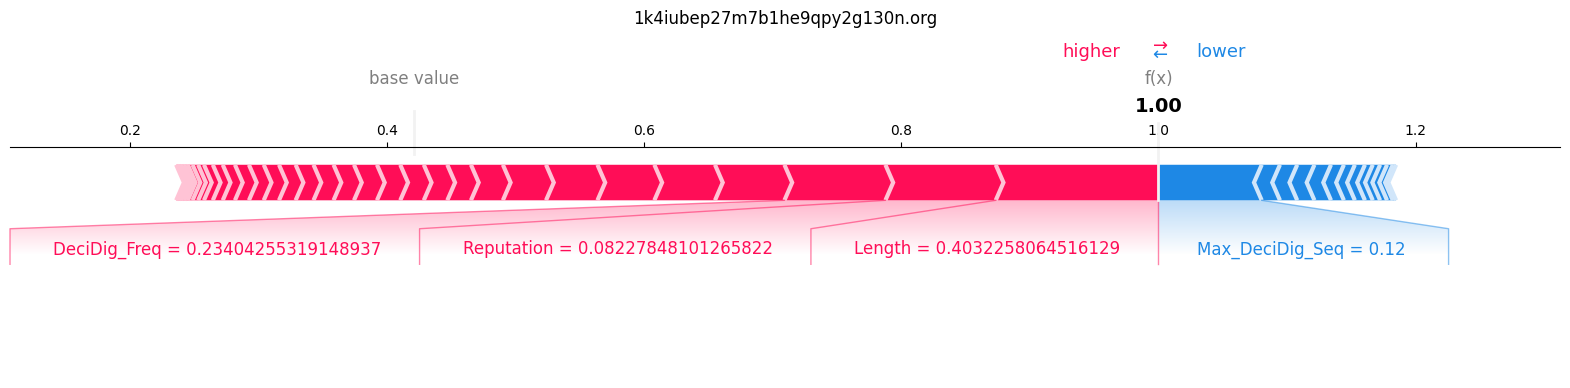 1k4iubep27m7b1he9qpy2g130n.org
higher ⇄ lower
base value
f(x)
1.00
0.2 0.4 0.6 0.8 1.0 1.2
DeciDig_Freq = 0.23404255319148937 Reputation = 0.08227848101265822 Length = 0.4032258064516129 Max_DeciDig_Seq = 0.12